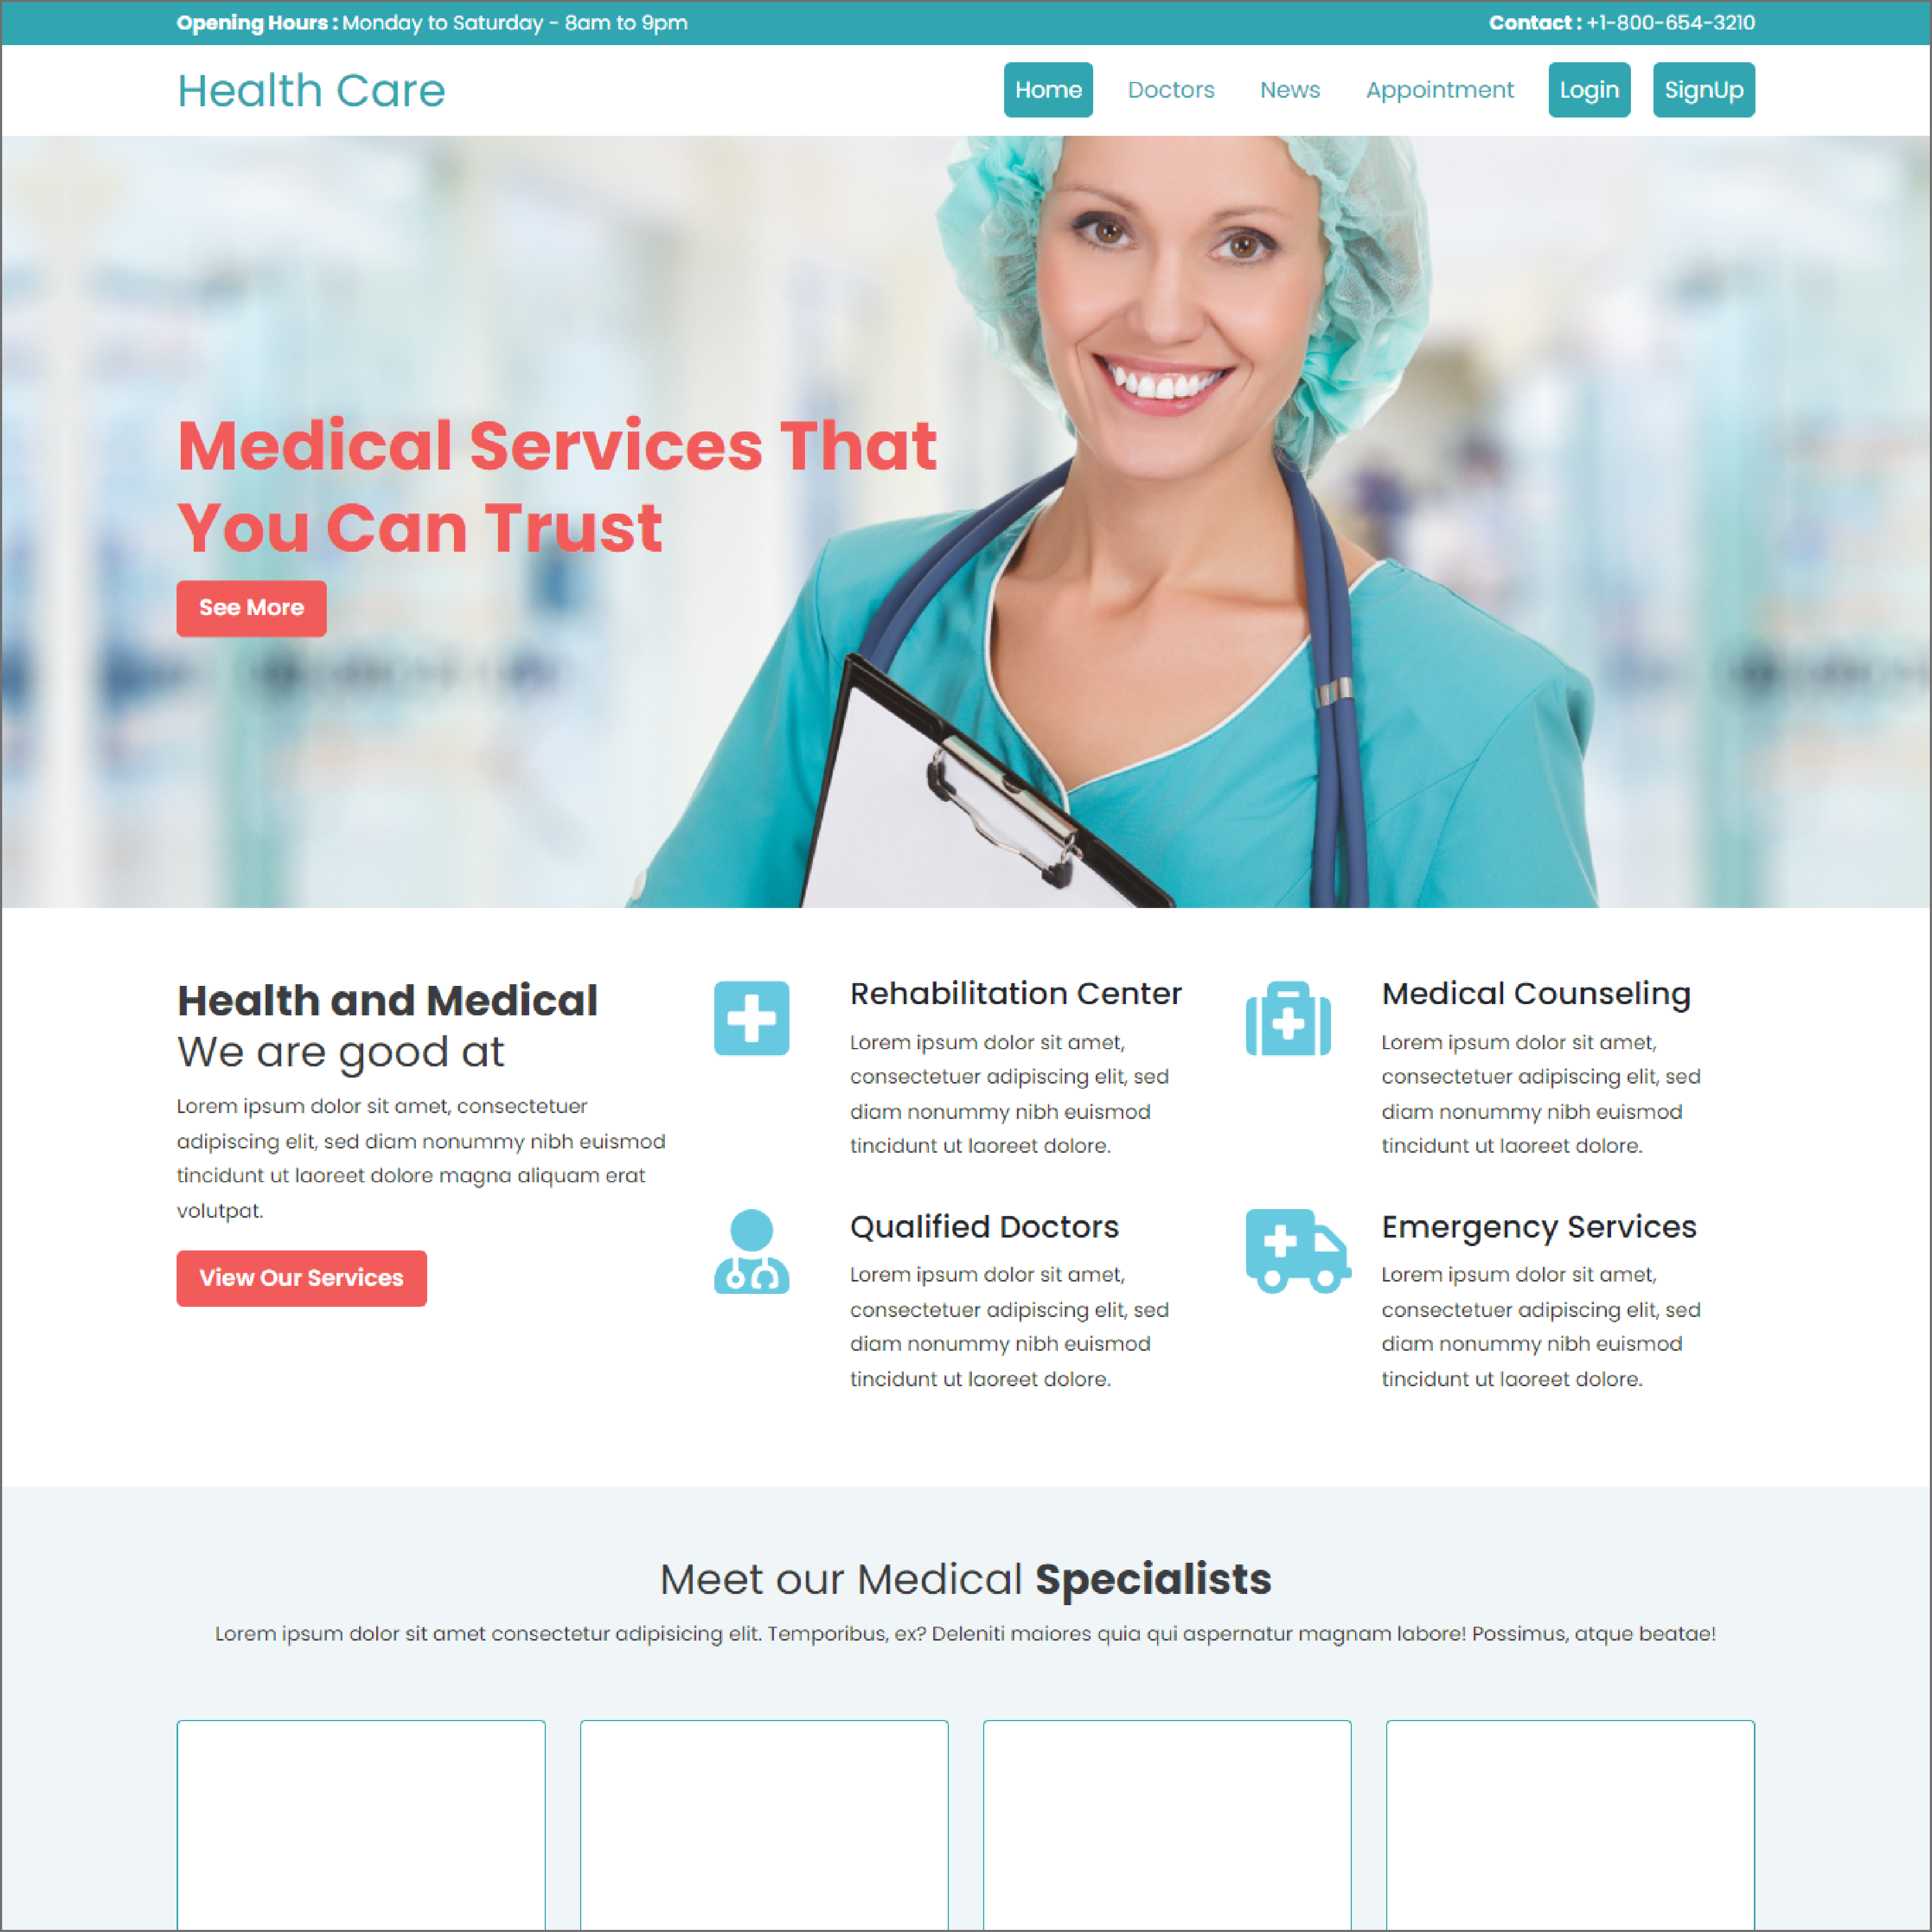 Opening Hours : Monday to Saturday - 8am to 9pm
Contact : +1-800-654-3210
Health Care
Home
Doctors
News
Appointment
Login
SignUp
Medical Services That
You Can Trust
See More
Health and Medical
We are good at
Lorem ipsum dolor sit amet, consectetuer
adipiscing elit, sed diam nonummy nibh euismod
tincidunt ut laoreet dolore magna aliquam erat
volutpat.
View Our Services
Rehabilitation Center
Lorem ipsum dolor sit amet,
consectetuer adipiscing elit, sed
diam nonummy nibh euismod
tincidunt ut laoreet dolore.
Medical Counseling
Lorem ipsum dolor sit amet,
consectetuer adipiscing elit, sed
diam nonummy nibh euismod
tincidunt ut laoreet dolore.
Qualified Doctors
Lorem ipsum dolor sit amet,
consectetuer adipiscing elit, sed
diam nonummy nibh euismod
tincidunt ut laoreet dolore.
Emergency Services
Lorem ipsum dolor sit amet,
consectetuer adipiscing elit, sed
diam nonummy nibh euismod
tincidunt ut laoreet dolore.
Meet our Medical Specialists
Lorem ipsum dolor sit amet consectetur adipisicing elit. Temporibus, ex? Deleniti maiores quia qui aspernatur magnam labore! Possimus, atque beatae!